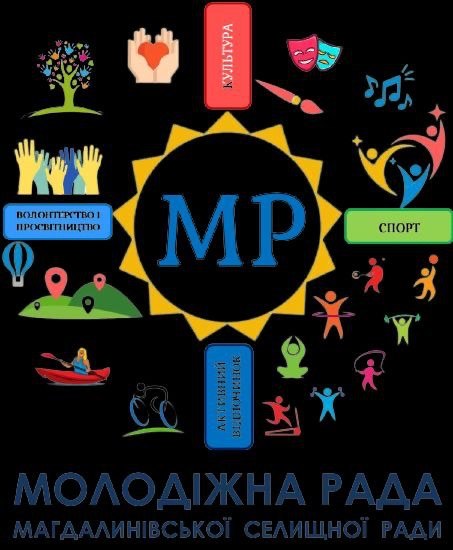 КУЛЬТУРА
МР
ВОЛОНТЕРСТВО І
ПРОСВІТНИЦТВО
СПОРТ
АКТИВНИЙ
ВІДПОЧИНОК
МОЛОДІЖНА РАДА
МАГДАЛИНІВСЬКОЇ СЕЛИЩНОЇ РАДИ